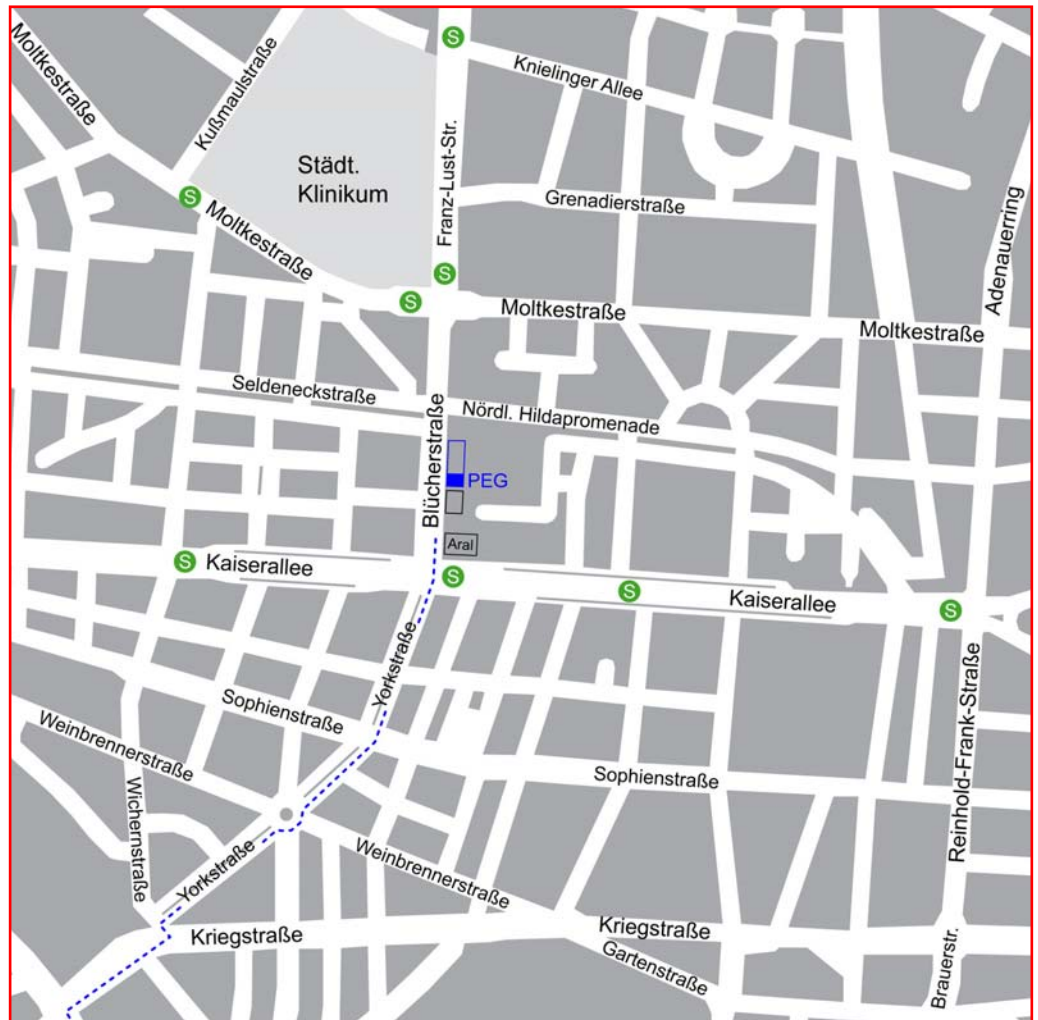 S
Moltkestraße
Kußmaulstraße
Knielinger Allee
Franz-Lust-Str.
Städt.
Klinikum
S
Grenadierstraße
Adenauerring
Moltkestraße
S
S
Moltkestraße
Moltkestraße
Seldeneckstraße
Nördl. Hildapromenade
Blücherstraße
PEG
Aral
S
Kaiserallee
S
S
Kaiserallee
S
Yorkstraße
Sophienstraße
Weinbrennerstraße
Sophienstraße
Wichernstraße
Reinhold-Frank-Straße
Weinbrennerstraße
Yorkstraße
Kriegstraße
Kriegstraße
Gartenstraße
Brauerstr.